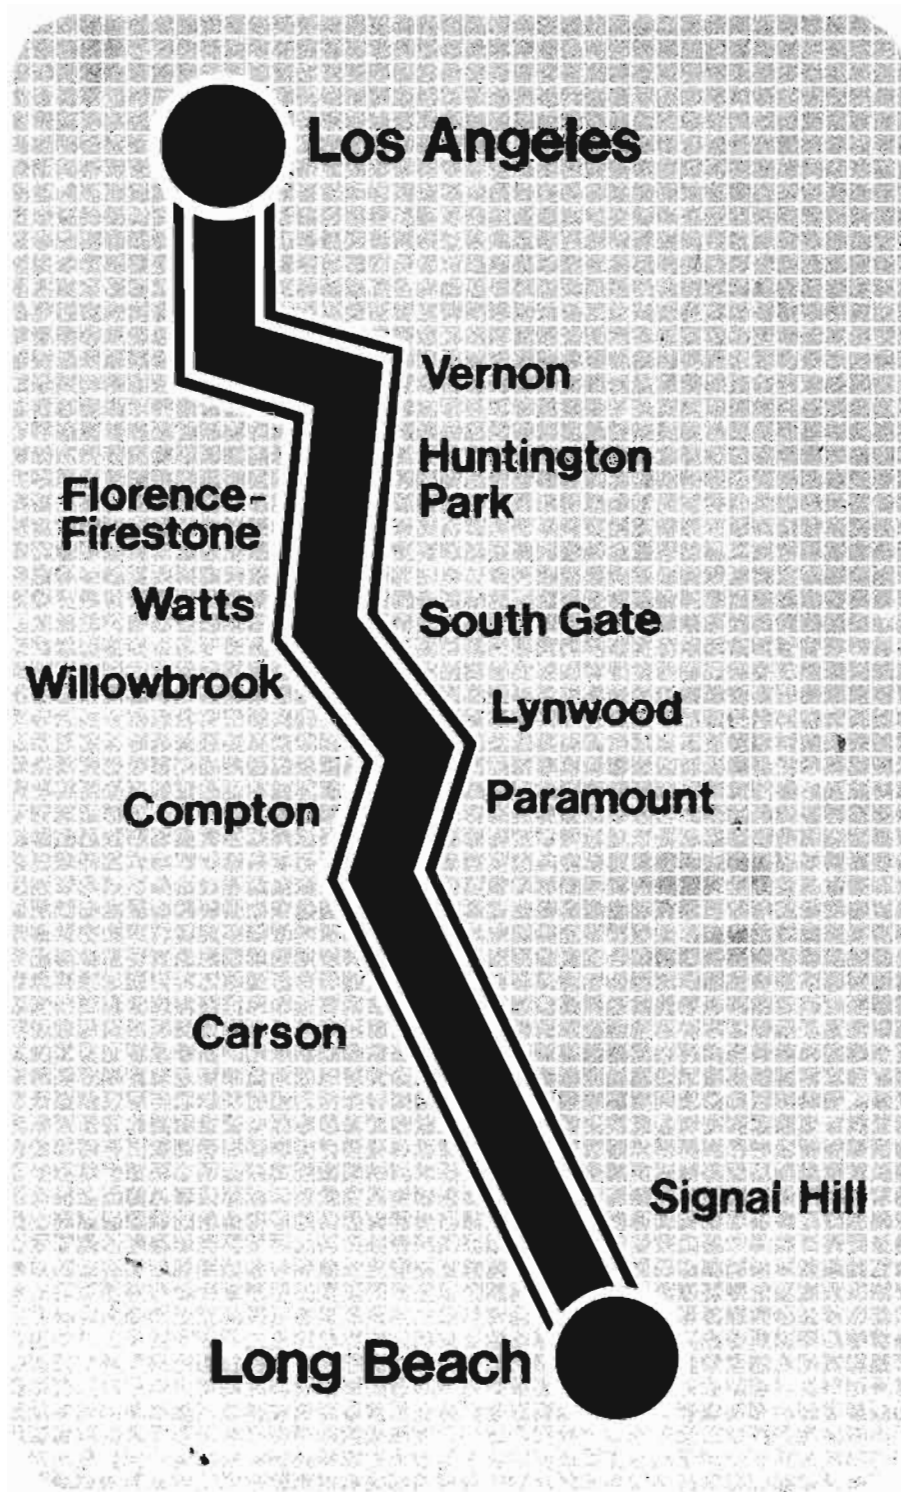 Los Angeles
Vernon
Huntington
Park
Florence-
Firestone
Watts
South Gate
Willowbrook
Lynwood
Paramount
Compton
Carson
Signal Hill
Long Beach